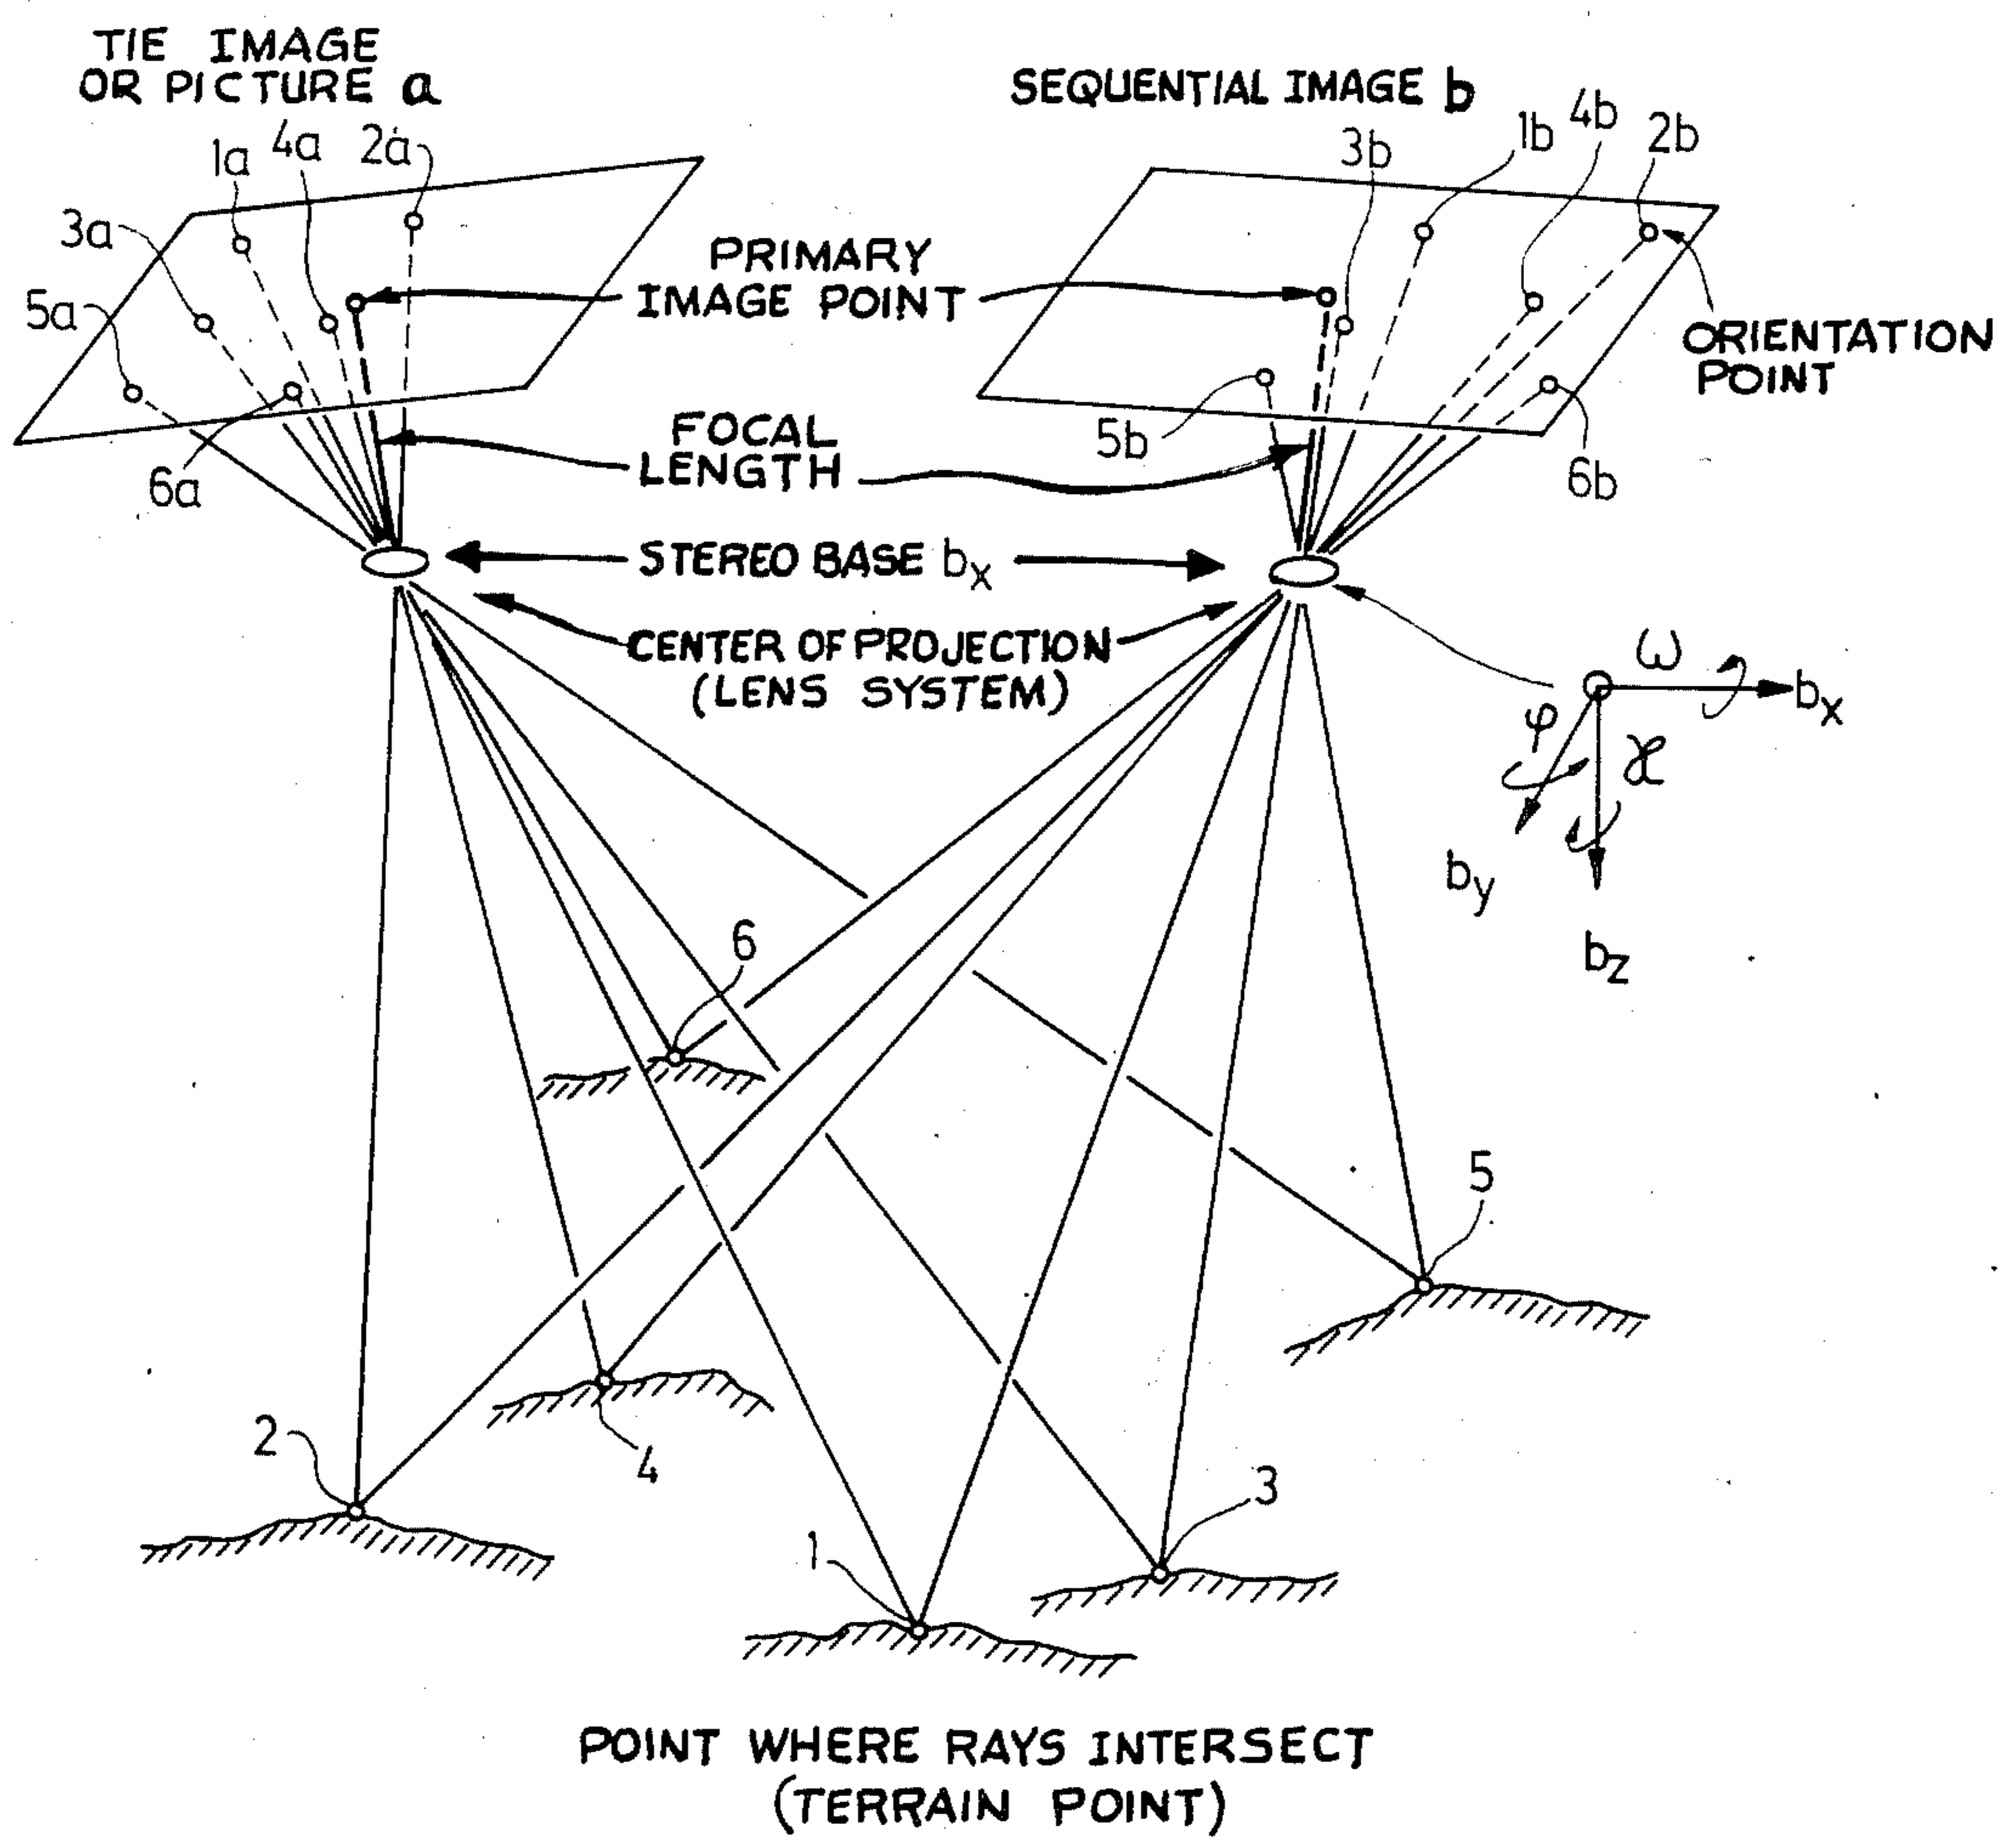 TIE IMAGE
OR PICTURE a
SEQUENTIAL IMAGE b
1a
4a
2a
3a
5a
6a
3b
1b
4b
2b
5b
6b
PRIMARY
IMAGE POINT
ORIENTATION
POINT
FOCAL
LENGTH
STEREO BASE bx
CENTER OF PROJECTION
(LENS SYSTEM)
ω
bx
φ
ϰ
by
bz
6
5
2
4
3
1
POINT WHERE RAYS INTERSECT
(TERRAIN POINT)